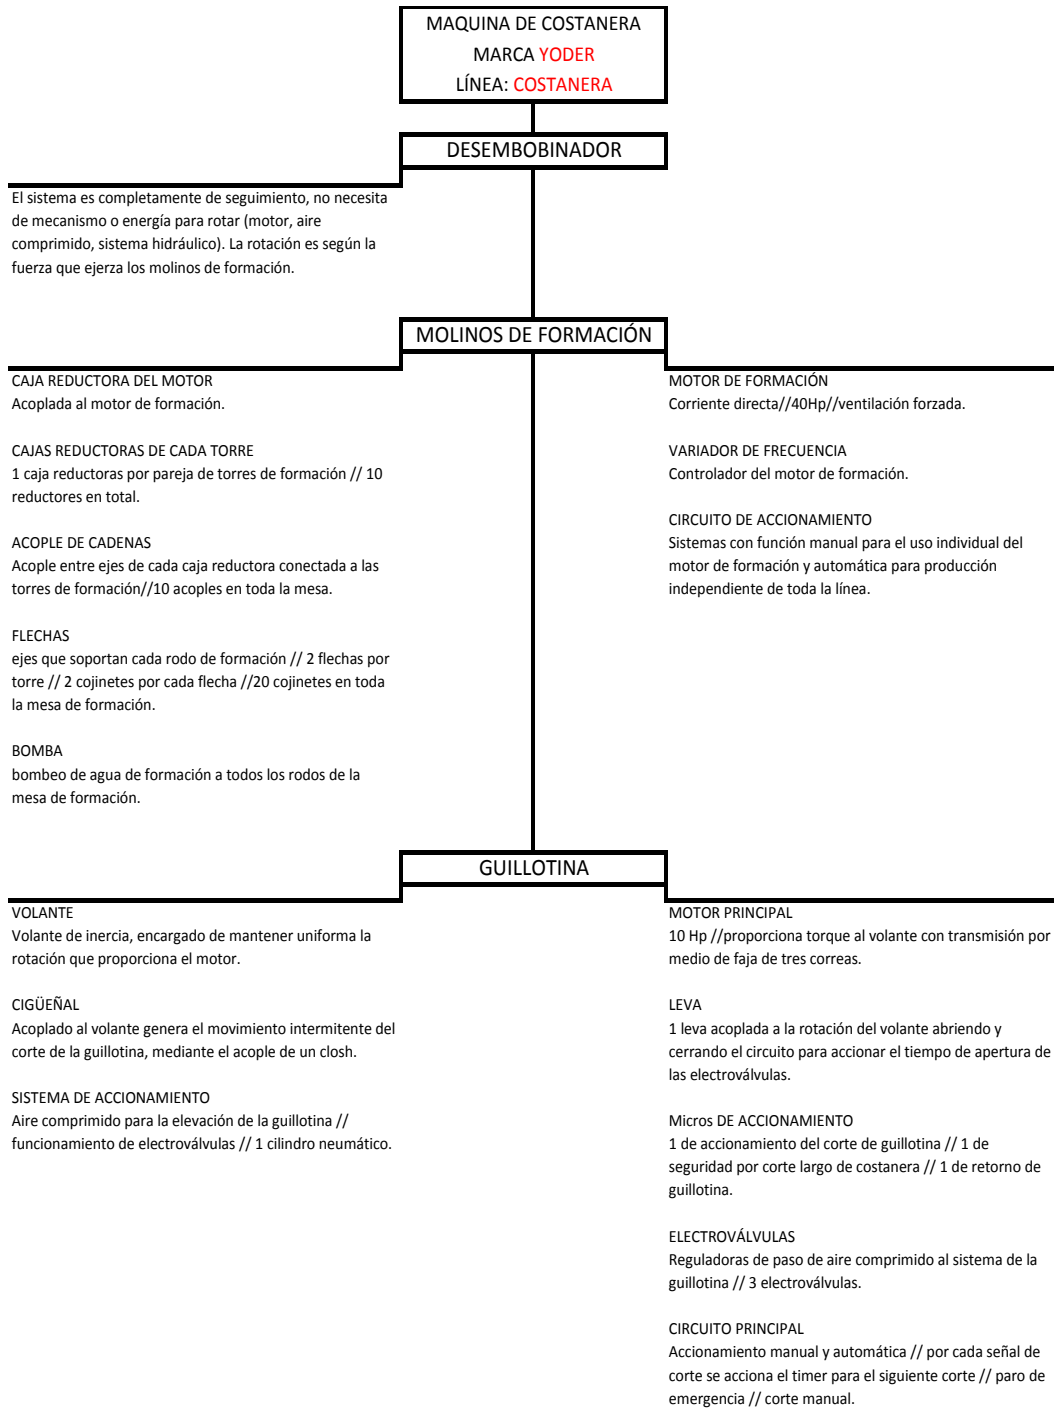 MAQUINA DE COSTANERA
MARCA YODER
LÍNEA: COSTANERA
DESEMBOBINADOR
El sistema es completamente de seguimiento, no necesita
de mecanismo o energía para rotar (motor, aire
comprimido, sistema hidráulico). La rotación es según la
fuerza que ejerza los molinos de formación.
MOLINOS DE FORMACIÓN
CAJA REDUCTORA DEL MOTOR
Acoplada al motor de formación.
CAJAS REDUCTORAS DE CADA TORRE
1 caja reductoras por pareja de torres de formación // 10
reductores en total.
ACOPLE DE CADENAS
Acople entre ejes de cada caja reductora conectada a las
torres de formación//10 acoples en toda la mesa.
FLECHAS
ejes que soportan cada rodo de formación // 2 flechas por
torre // 2 cojinetes por cada flecha //20 cojinetes en toda
la mesa de formación.
BOMBA
bombeo de agua de formación a todos los rodos de la
mesa de formación.
MOTOR DE FORMACIÓN
Corriente directa//40Hp//ventilación forzada.
VARIADOR DE FRECUENCIA
Controlador del motor de formación.
CIRCUITO DE ACCIONAMIENTO
Sistemas con función manual para el uso individual del
motor de formación y automática para producción
independiente de toda la línea.
GUILLOTINA
VOLANTE
Volante de inercia, encargado de mantener uniforma la
rotación que proporciona el motor.
CIGÜEÑAL
Acoplado al volante genera el movimiento intermitente del
corte de la guillotina, mediante el acople de un closh.
SISTEMA DE ACCIONAMIENTO
Aire comprimido para la elevación de la guillotina //
funcionamiento de electroválvulas // 1 cilindro neumático.
MOTOR PRINCIPAL
10 Hp //proporciona torque al volante con transmisión por
medio de faja de tres correas.
LEVA
1 leva acoplada a la rotación del volante abriendo y
cerrando el circuito para accionar el tiempo de apertura de
las electroválvulas.
Micros DE ACCIONAMIENTO
1 de accionamiento del corte de guillotina // 1 de
seguridad por corte largo de costanera // 1 de retorno de
guillotina.
ELECTROVÁLVULAS
Reguladoras de paso de aire comprimido al sistema de la
guillotina // 3 electroválvulas.
CIRCUITO PRINCIPAL
Accionamiento manual y automática // por cada señal de
corte se acciona el timer para el siguiente corte // paro de
emergencia // corte manual.